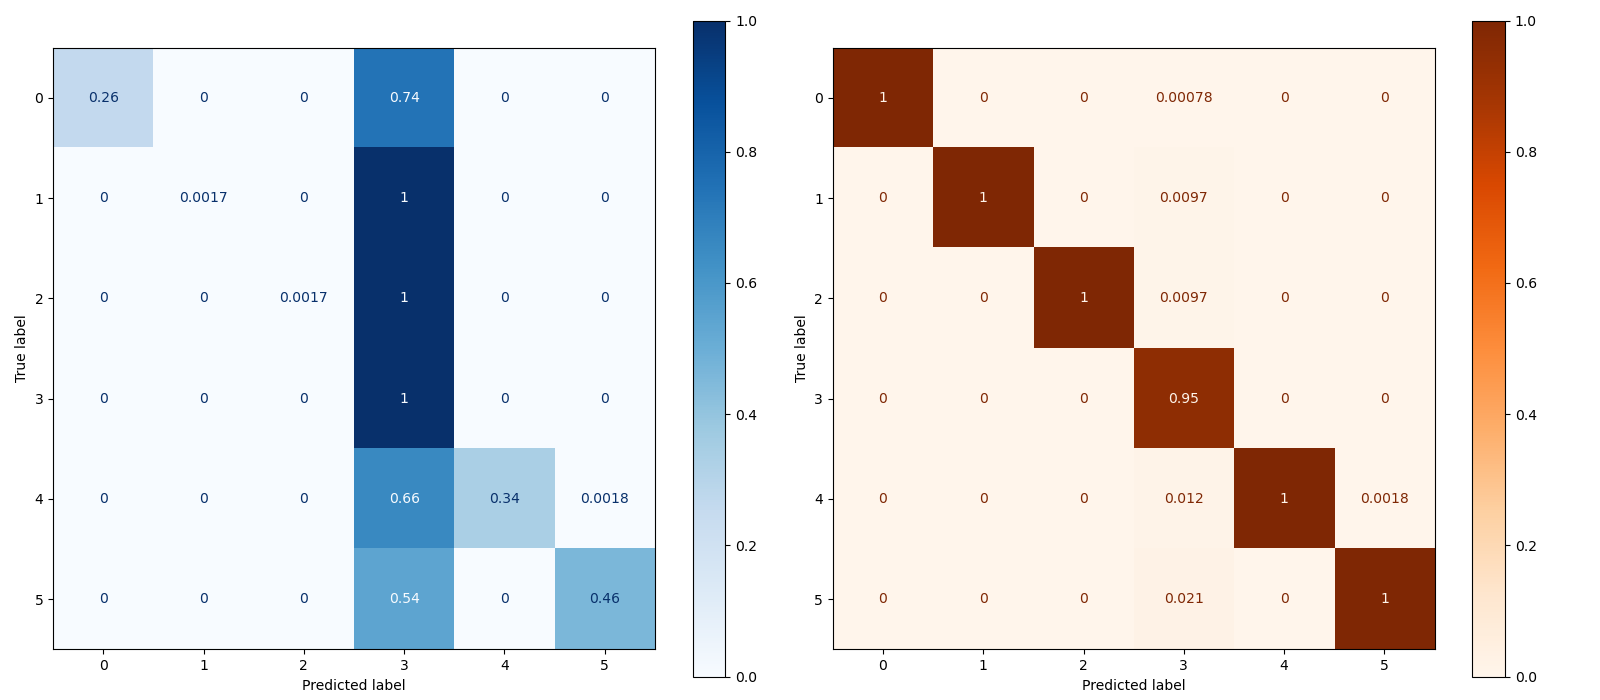 1.0
0 0.26 0 0 0.74 0 0
0.8
1 0 0.0017 0 1 0 0
0.6
2 0 0 0.0017 1 0 0
True label
3 0 0 0 1 0 0
0.4
4 0 0 0 0.66 0.34 0.0018
0.2
5 0 0 0 0.54 0 0.46
0 1 2 3 4 5
0.0
Predicted label
1.0
0 1 0 0 0.00078 0 0
0.8
1 0 1 0 0.0097 0 0
0.6
2 0 0 1 0.0097 0 0
True label
3 0 0 0 0.95 0 0
0.4
4 0 0 0 0.012 1 0.0018
0.2
5 0 0 0 0.021 0 1
0 1 2 3 4 5
0.0
Predicted label